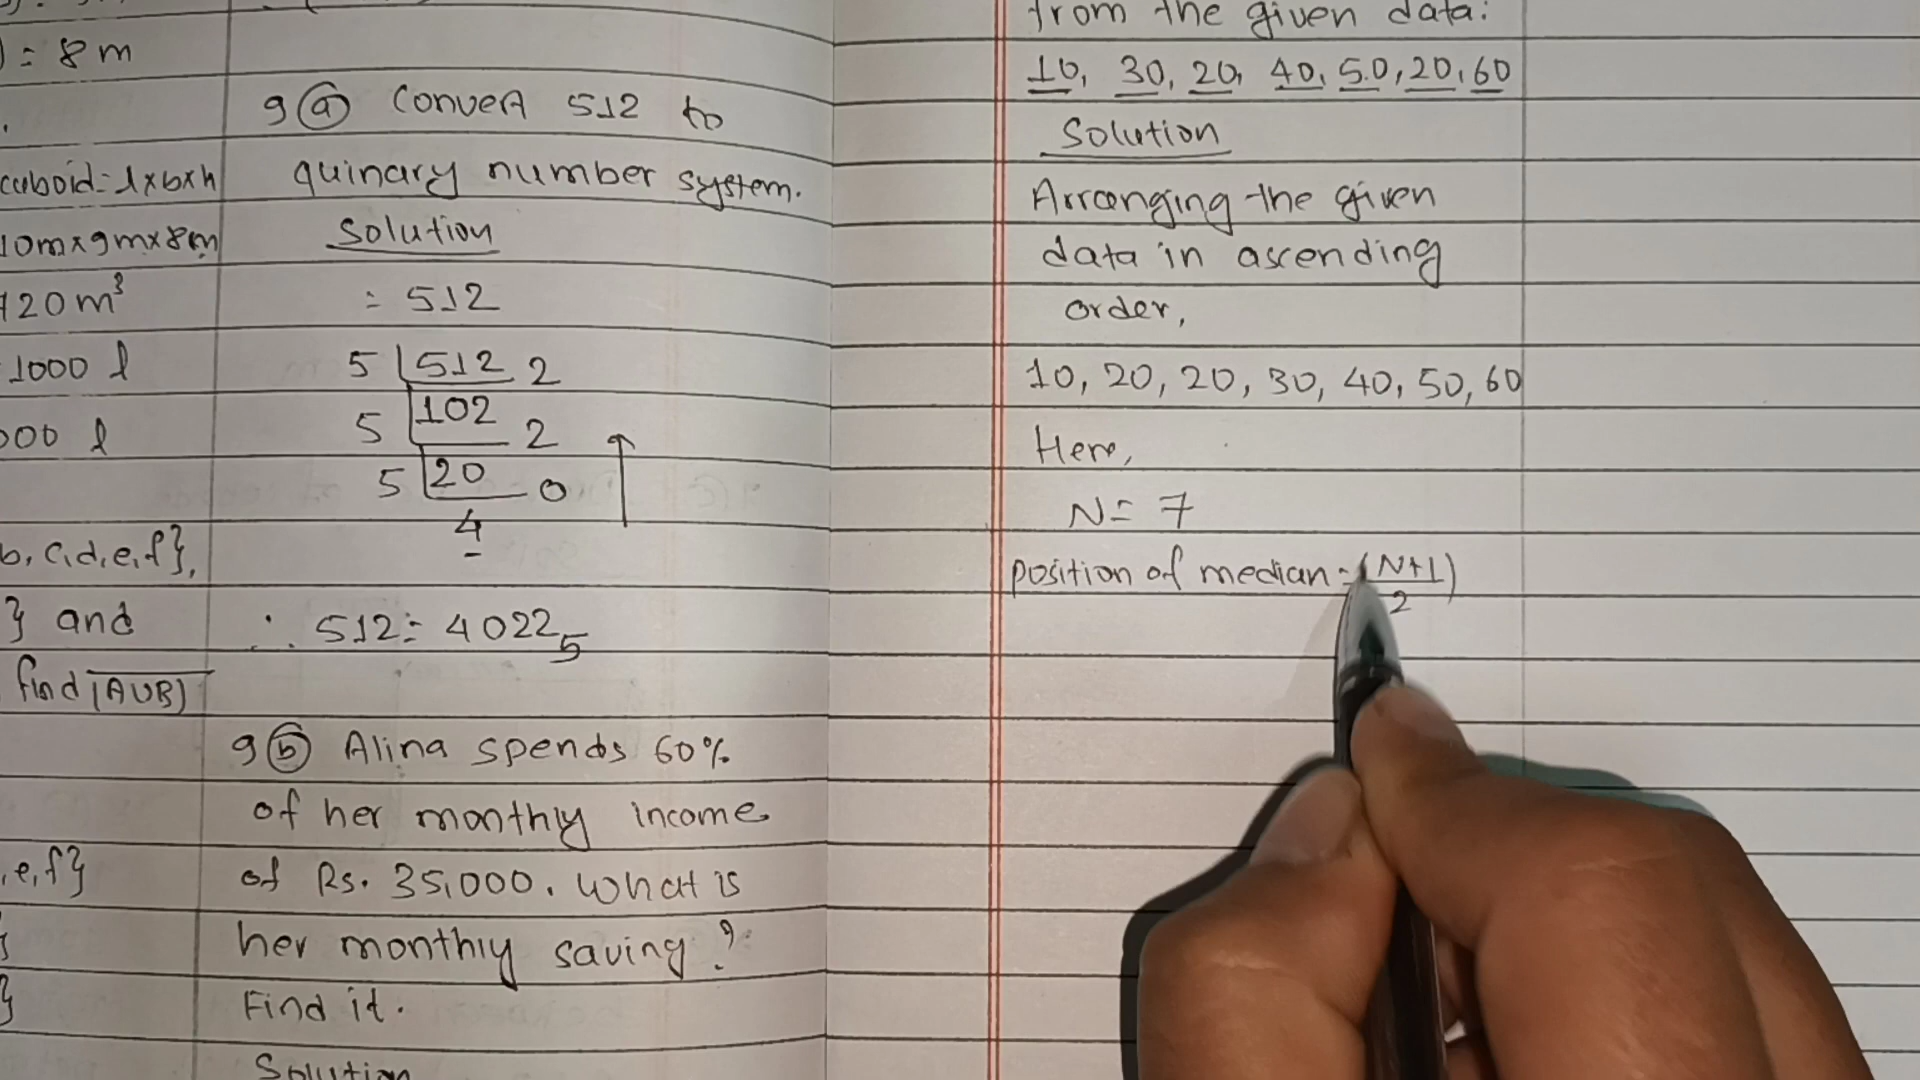 = 8 m
cuboid = l x b x h
10m x 9m x 8m
720 m³
1000 l
000 l
b, c, d, e, f},
} and
find (A∪B)
, e, f}
}
}
9 (a) Convert 512 to
quinary number system.
Solution
= 512
5 | 512 2
5 | 102 2
5 | 20 0
4
∴ 512 = 4022₅
9 (b) Alina spends 60%
of her monthly income
of Rs. 35,000. What is
her monthly saving?
Find it.
Solution
from the given data:
10, 30, 20, 40, 50, 20, 60
Solution
Arranging the given
data in ascending
order,
10, 20, 20, 30, 40, 50, 60
Here,
N = 7
position of median = (N+1)
2